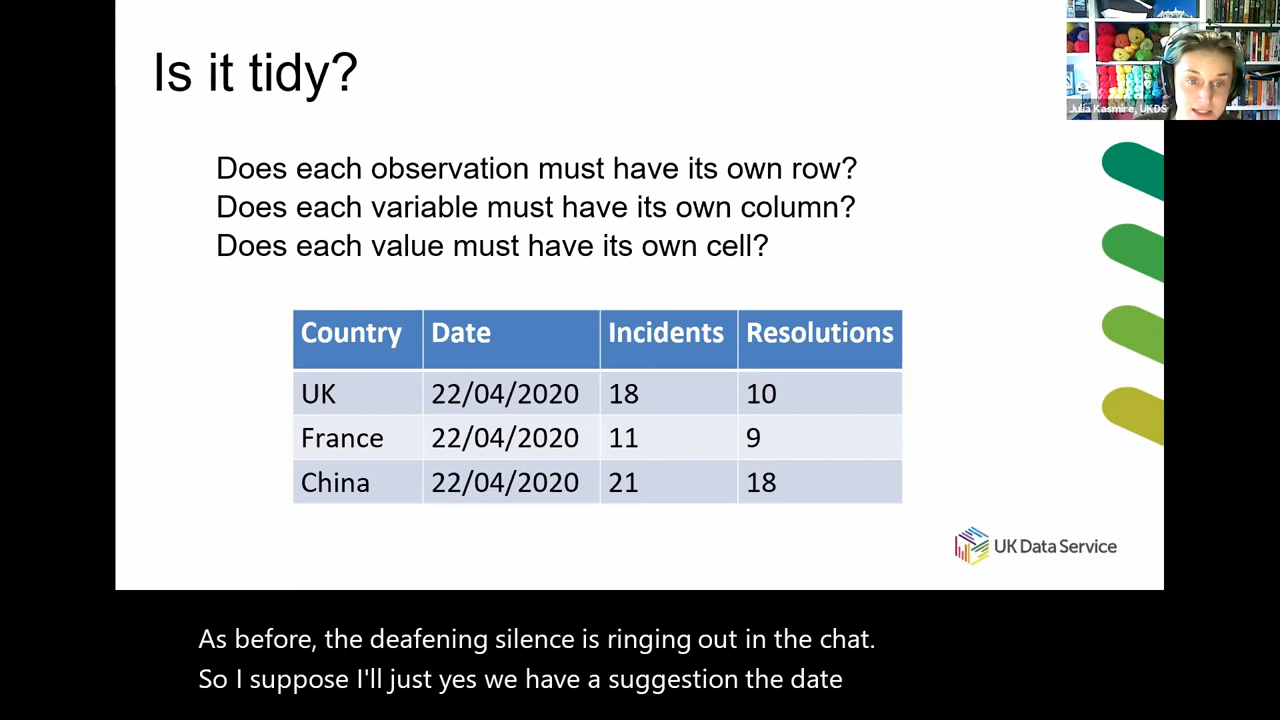 Is it tidy?
Julia Kasmire, UKDS
Does each observation must have its own row?
Does each variable must have its own column?
Does each value must have its own cell?
Country Date Incidents Resolutions
UK 22/04/2020 18 10
France 22/04/2020 11 9
China 22/04/2020 21 18
UK Data Service
As before, the deafening silence is ringing out in the chat.
So I suppose I'll just yes we have a suggestion the date